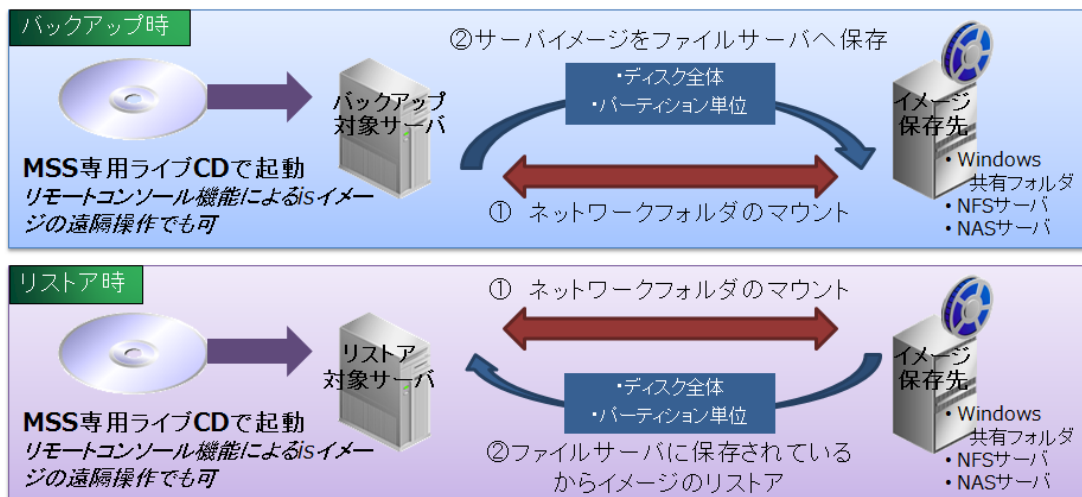 バックアップ時
②サーバイメージをファイルサーバへ保存
・ディスク全体
・パーティション単位
バックアップ
対象サーバ
イメージ
保存先
MSS専用ライブCDで起動
リモートコンソール機能によるisイメー
ジの遠隔操作でも可
① ネットワークフォルダのマウント
• Windows
共有フォルダ
• NFSサーバ
• NASサーバ
リストア時
① ネットワークフォルダのマウント
リストア
対象サーバ
イメージ
保存先
・ディスク全体
・パーティション単位
MSS専用ライブCDで起動
リモートコンソール機能によるisイメー
ジの遠隔操作でも可
②ファイルサーバに保存されている
からイメージのリストア
• Windows
共有フォルダ
• NFSサーバ
• NASサーバ